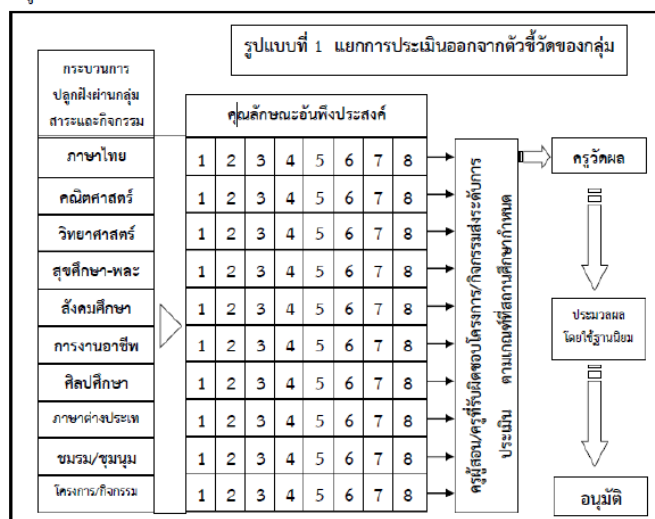 รูปแบบที่ 1 แยกการประเมินออกจากตัวชี้วัดของกลุ่ม
กระบวนการ
ปลูกฝังผ่านกลุ่ม
สาระและกิจกรรม
คุณลักษณะอันพึงประสงค์
ภาษาไทย 1 2 3 4 5 6 7 8
คณิตศาสตร์ 1 2 3 4 5 6 7 8
วิทยาศาสตร์ 1 2 3 4 5 6 7 8
สุขศึกษา-พละ 1 2 3 4 5 6 7 8
สังคมศึกษา 1 2 3 4 5 6 7 8
การงานอาชีพ 1 2 3 4 5 6 7 8
ศิลปศึกษา 1 2 3 4 5 6 7 8
ภาษาต่างประเท 1 2 3 4 5 6 7 8
ชมรม/ชุมนุม 1 2 3 4 5 6 7 8
โครงการ/กิจกรรม 1 2 3 4 5 6 7 8
ครูผู้สอน/ครูที่รับผิดชอบโครงการ/กิจกรรมส่งระดับการ
ประเมิน ตามเกณฑ์ที่สถานศึกษากำหนด
ครูวัดผล
ประมวลผล
โดยใช้ฐานนิยม
อนุมัติ